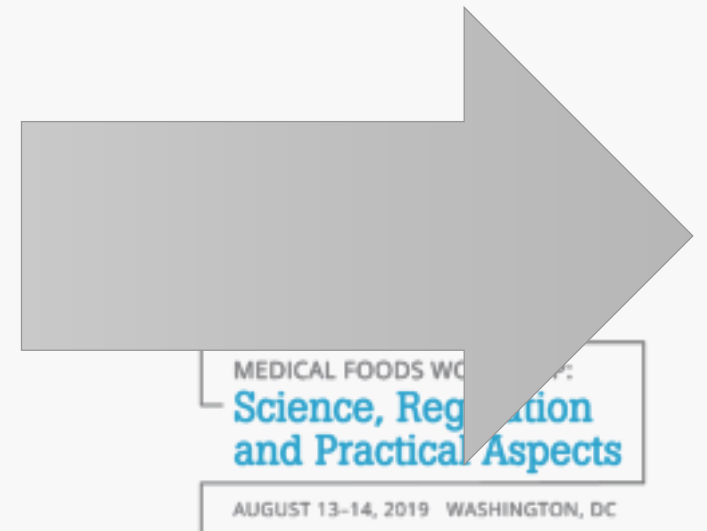 MEDICAL FOODS
Science,
and Practical Aspects
AUGUST 13–14, 2019 WASHINGTON, DC